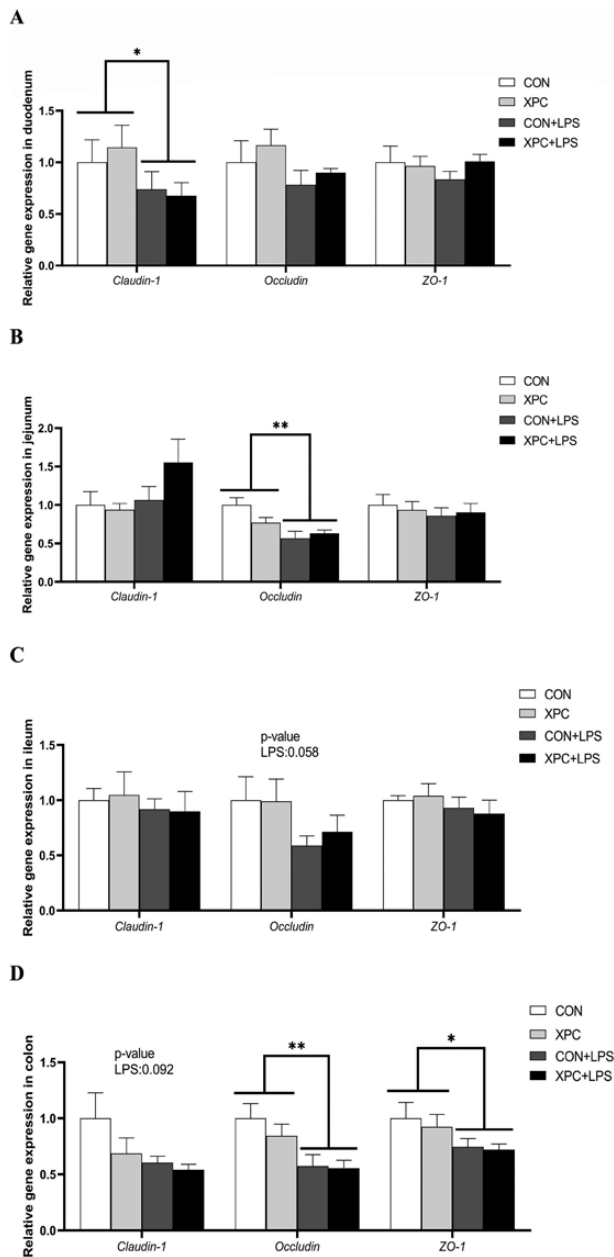 A
*
CON
XPC
CON+LPS
XPC+LPS
Relative gene expression in duodenum
1.5
1.0
0.5
0.0
Claudin-1 Occludin ZO-1
B
CON
XPC
CON+LPS
XPC+LPS
Relative gene expression in jejunum
2.0
**
1.5
1.0
0.5
0.0
Claudin-1 Occludin ZO-1
C
CON
XPC
CON+LPS
XPC+LPS
p-value
LPS:0.058
Relative gene expression in ileum
1.5
1.0
0.5
0.0
Claudin-1 Occludin ZO-1
D
CON
XPC
CON+LPS
XPC+LPS
p-value
LPS:0.092
**
*
Relative gene expression in colon
1.5
1.0
0.5
0.0
Claudin-1 Occludin ZO-1